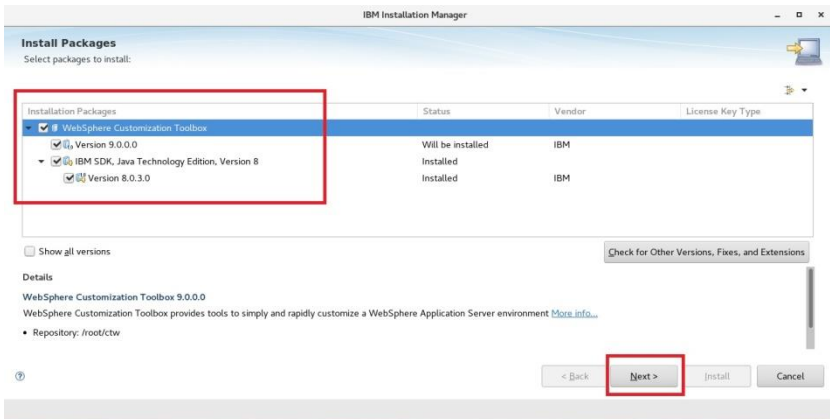 IBM Installation Manager
Install Packages
Select packages to install:
Installation Packages Status Vendor License Key Type
WebSphere Customization Toolbox
Version 9.0.0.0 Will be installed IBM
IBM SDK, Java Technology Edition, Version 8 Installed
Version 8.0.3.0 Installed IBM
Show all versions Check for Other Versions, Fixes, and Extensions
Details
WebSphere Customization Toolbox 9.0.0.0
WebSphere Customization Toolbox provides tools to simply and rapidly customize a WebSphere Application Server environment More info...
• Repository: /root/ctw
? < Back Next > Install Cancel